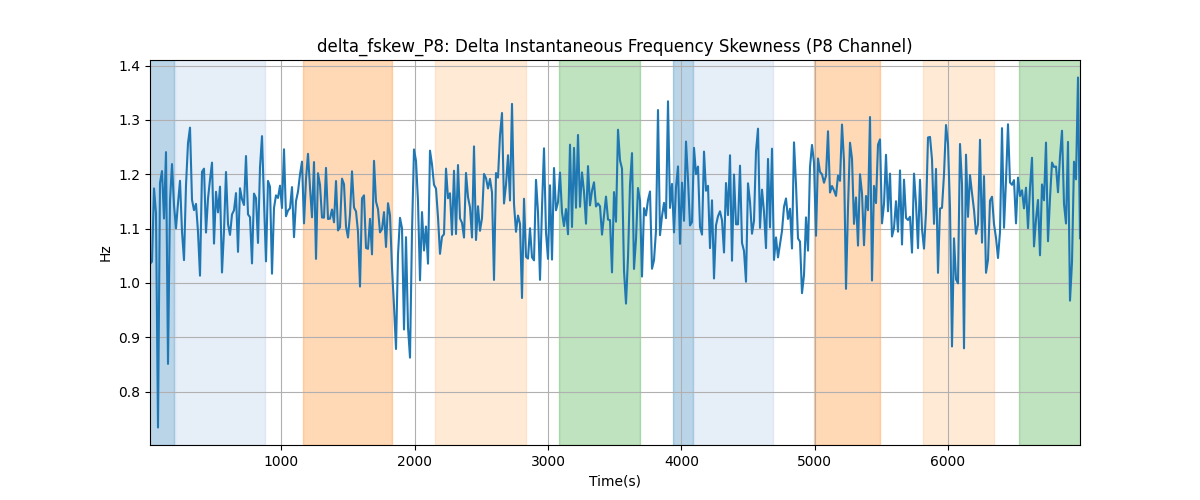 delta_fskew_P8: Delta Instantaneous Frequency Skewness (P8 Channel)
1.4
1.3
1.2
1.1
1.0
0.9
0.8
Hz
1000 2000 3000 4000 5000 6000
Time(s)